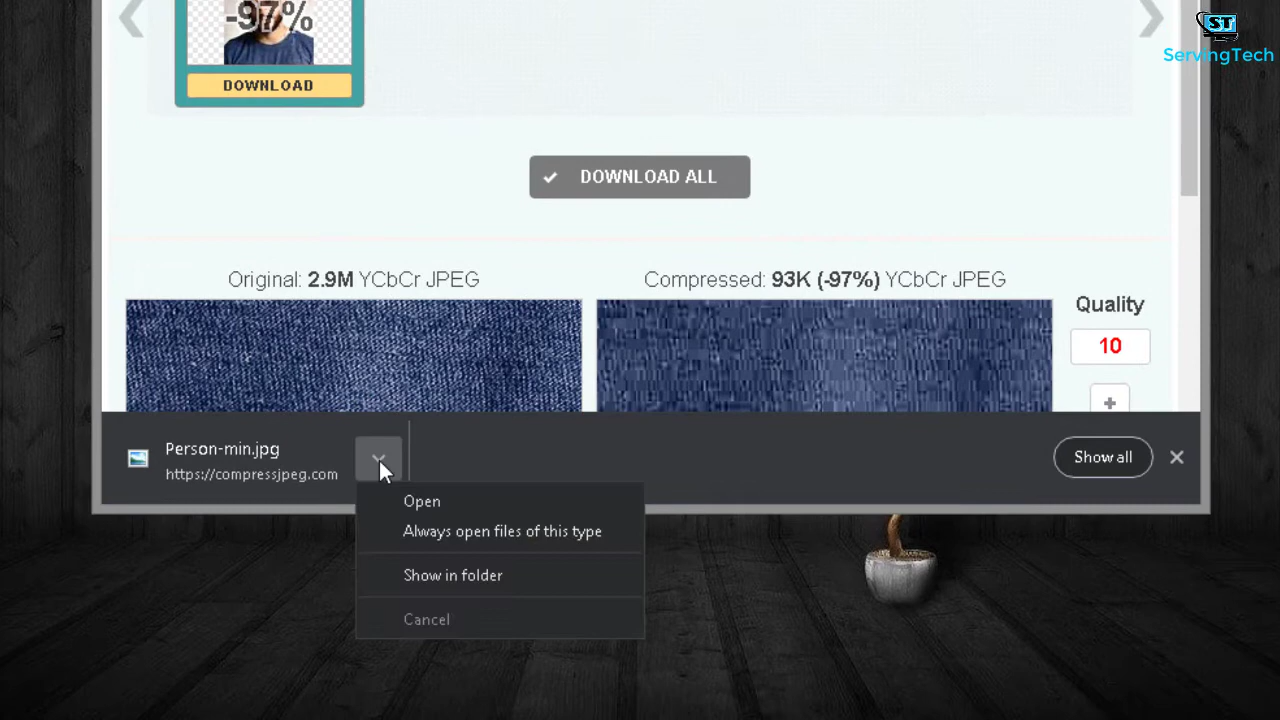 -97%
ST
ServingTech
DOWNLOAD
DOWNLOAD ALL
Original: 2.9M YCbCr JPEG
Compressed: 93K (-97%) YCbCr JPEG
Quality
10
+
Person-min.jpg
https://compressjpeg.com
Show all
Open
Always open files of this type
Show in folder
Cancel